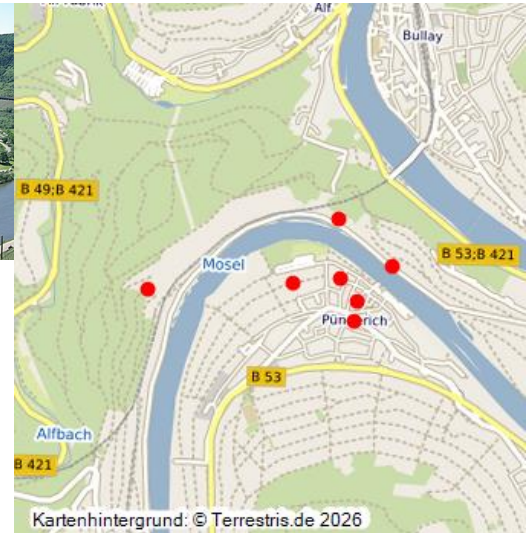 Alf
Bullay
B 49;B 421
Mosel
B 53;B 421
Pünderich
B 53
Alfbach
B 421
Kartenhintergrund: © Terrestris.de 2026